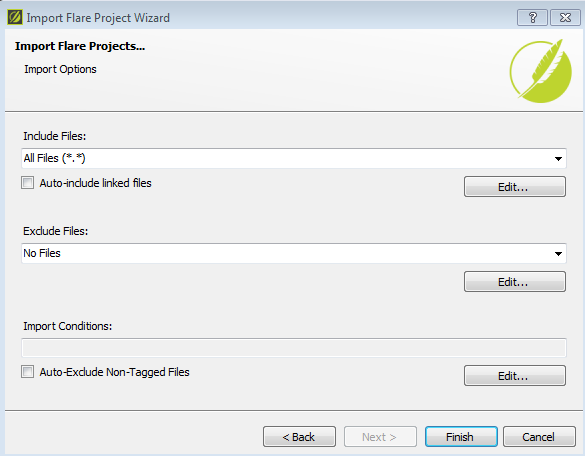 Import Flare Project Wizard
?
Import Flare Projects...
Import Options
Include Files:
All Files (*.*)
Auto-include linked files
Edit...
Exclude Files:
No Files
Edit...
Import Conditions:
Auto-Exclude Non-Tagged Files
Edit...
< Back Next > Finish Cancel